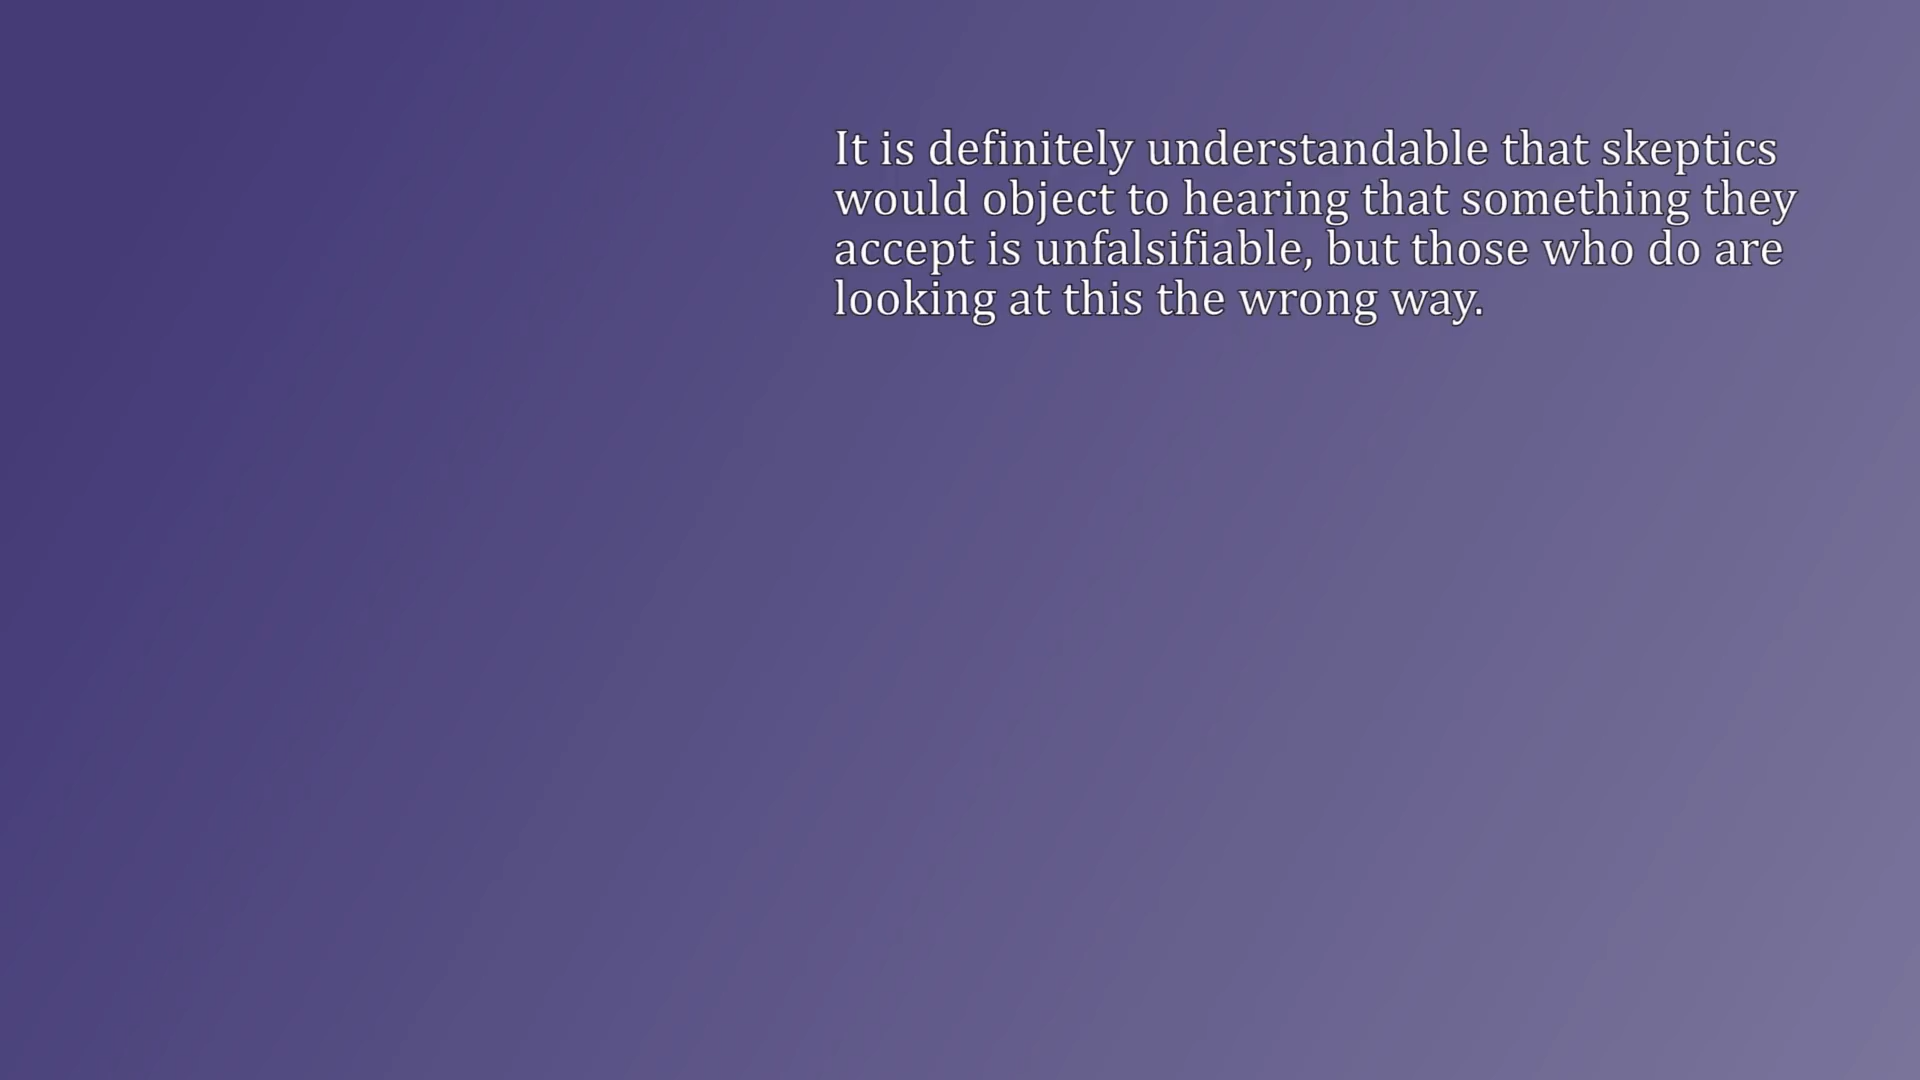 It is definitely understandable that skeptics
would object to hearing that something they
accept is unfalsifiable, but those who do are
looking at this the wrong way.